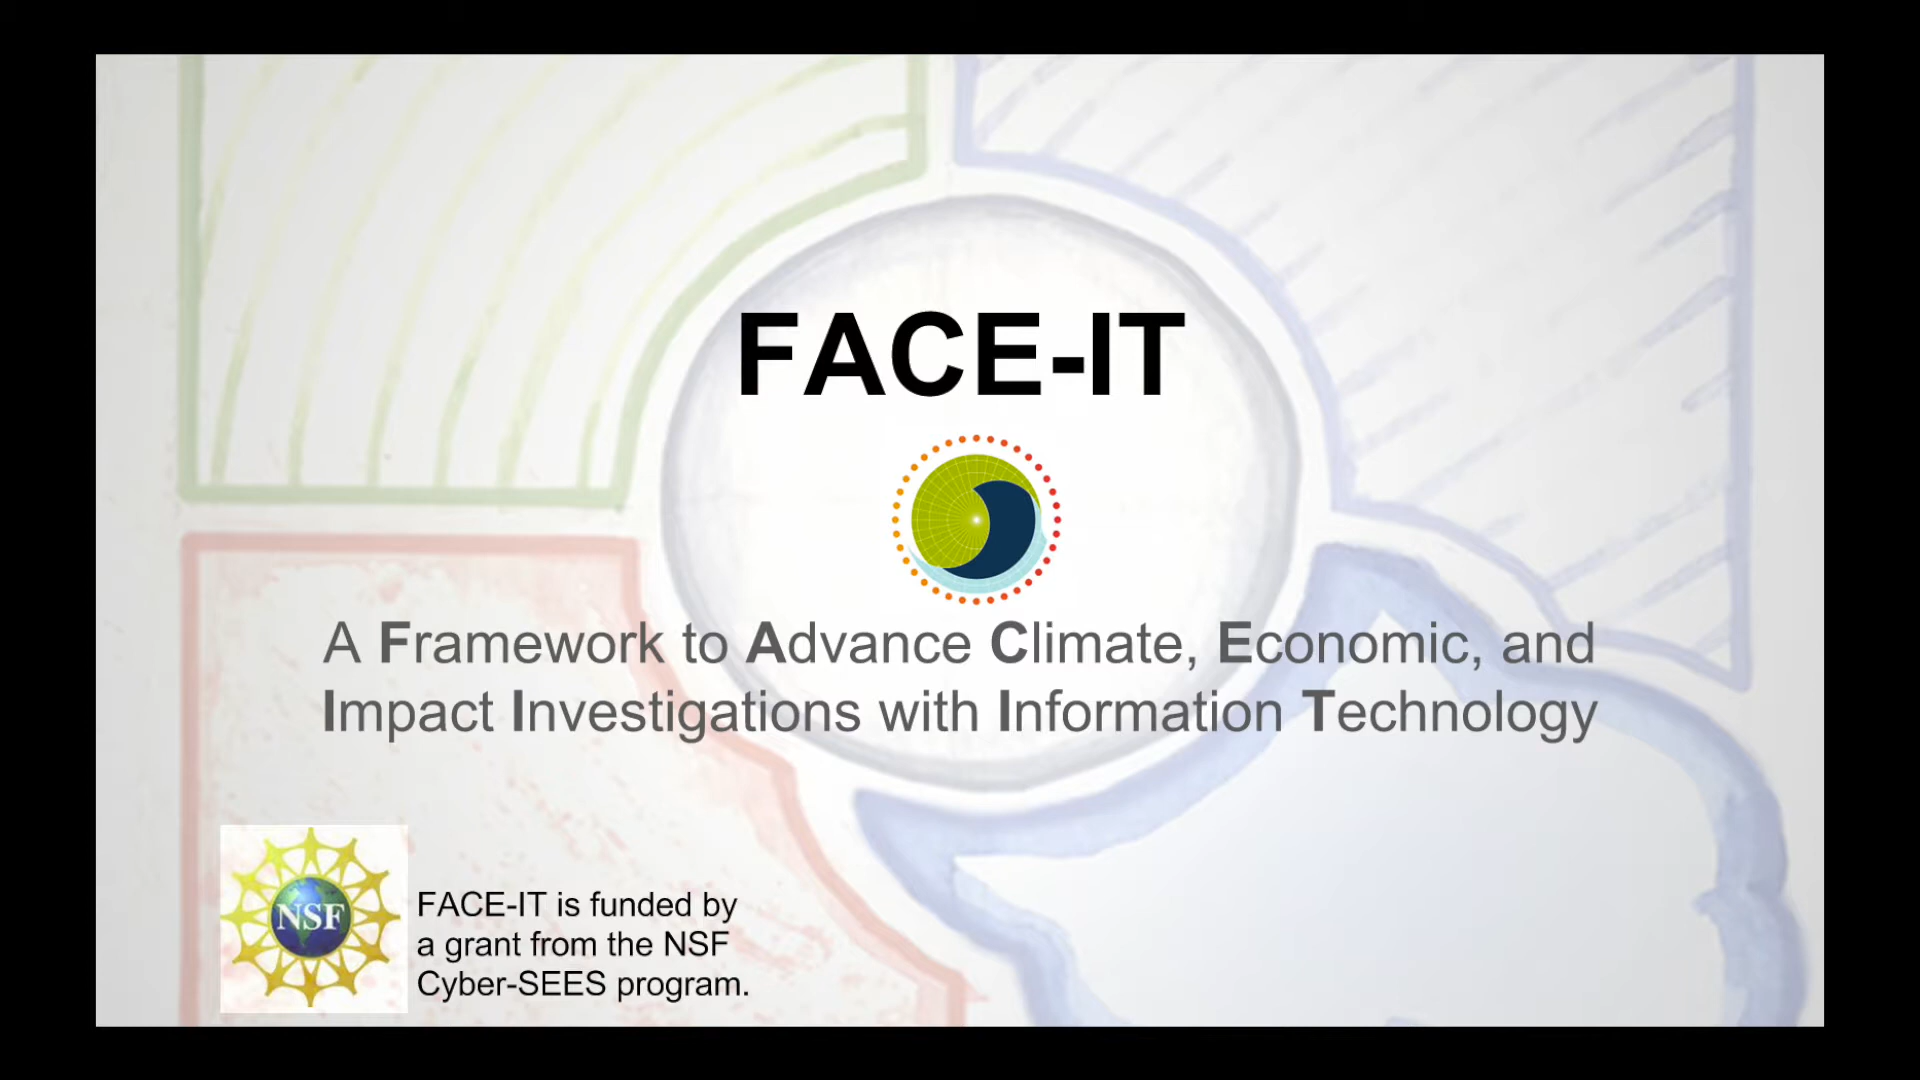 FACE-IT
A Framework to Advance Climate, Economic, and
Impact Investigations with Information Technology
NSF
FACE-IT is funded by
a grant from the NSF
Cyber-SEES program.